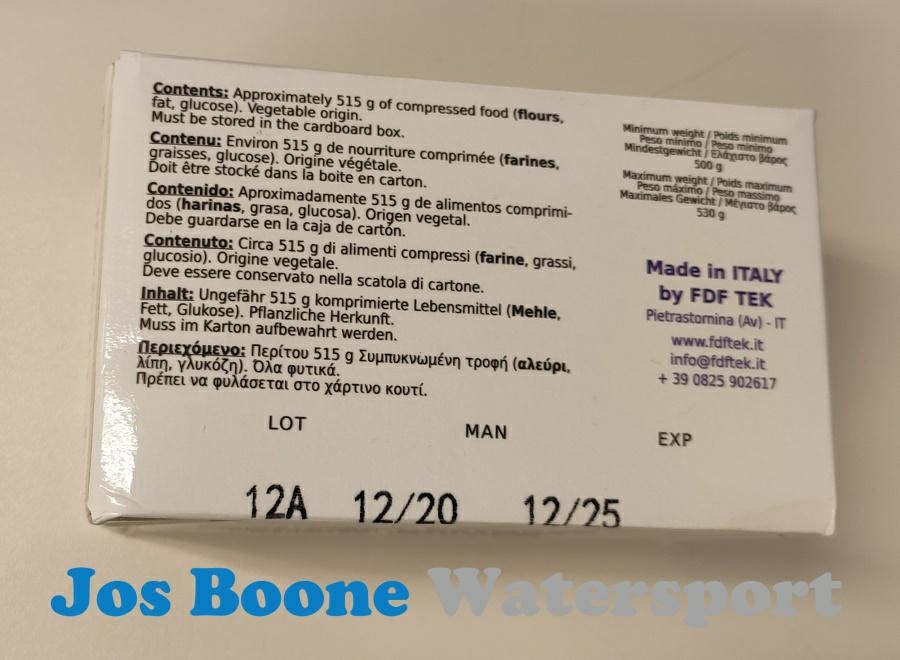 Contents: Approximately 515 g of compressed food (flours,
fat, glucose). Vegetable origin.
Must be stored in the cardboard box.
Contenu: Environ 515 g de nourriture comprimée (farines,
graisses, glucose). Origine végétale.
Doit être stocké dans la boite en carton.
Contenido: Aproximadamente 515 g de alimentos comprimi-
dos (harinas, grasa, glucosa). Origen vegetal.
Debe guardarse en la caja de cartón.
Contenuto: Circa 515 g di alimenti compressi (farine, grassi,
glucosio). Origine vegetale.
Deve essere conservato nella scatola di cartone.
Inhalt: Ungefähr 515 g komprimierte Lebensmittel (Mehle,
Fett, Glukose). Pflanzliche Herkunft.
Muss im Karton aufbewahrt werden.
Περιεχόμενο: Περίτου 515 g Συμπυκνωμένη τροφή (αλεύρι,
λίπη, γλυκόζη). Όλα φυτικά.
Πρέπει να φυλάσεται στο χάρτινο κουτί.
Minimum weight / Poids minimum
Peso mínimo / Peso minimo
Mindestgewicht / Ελάχιστο βάρος
500 g
Maximum weight / Poids maximum
Peso máximo / Peso massimo
Maximales Gewicht / Μέγιστο βάρος
530 g
Made in ITALY
by FDF TEK
Pietrastornina (Av) - IT
www.fdftek.it
info@fdftek.it
+ 39 0825 902617
LOT MAN EXP
12A 12/20 12/25
Jos Boone Watersport